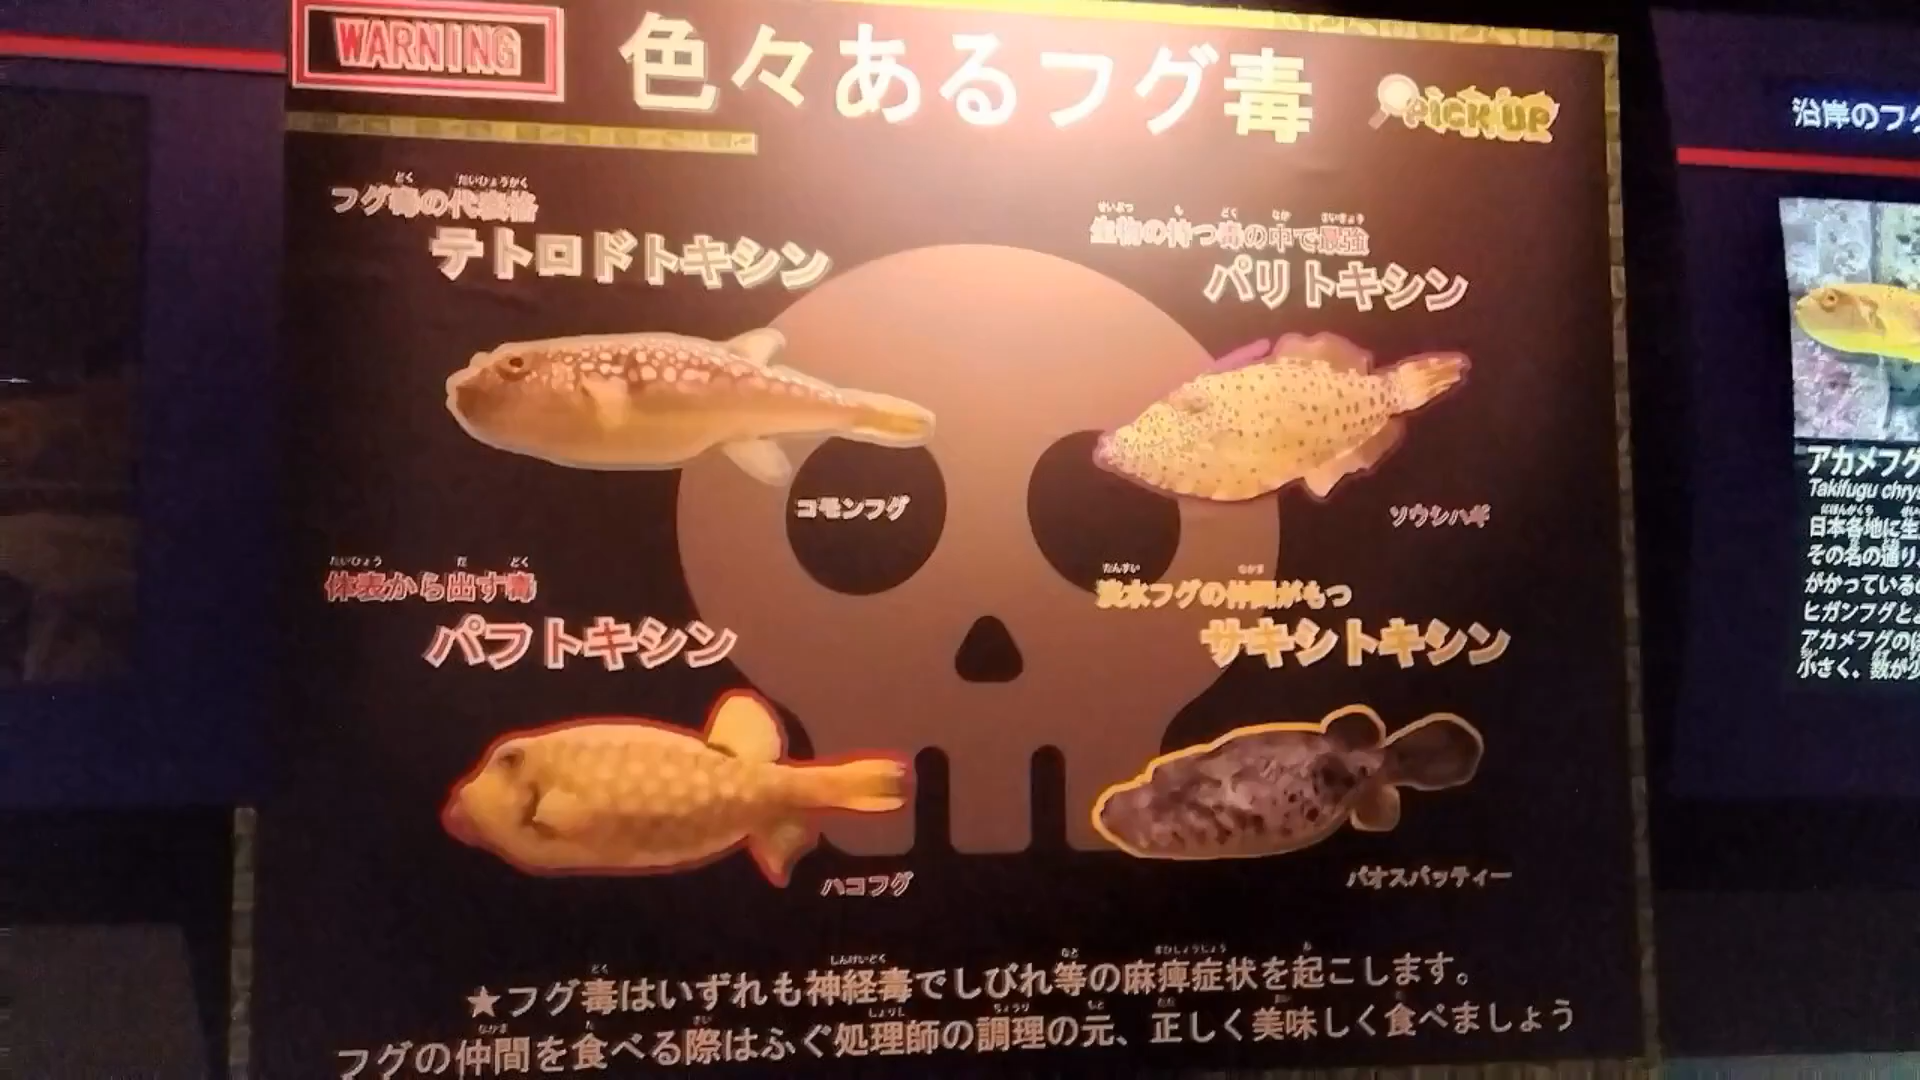 WARNING
色々あるフグ毒
PICK UP
フグ毒の代表格
テトロドトキシン
コモンフグ
生物の持つ毒の中で最強
パリトキシン
ソウシハギ
体表から出す毒
パフトキシン
ハコフグ
淡水フグの仲間がもつ
サキシトキシン
パオスバッティー
★フグ毒はいずれも神経毒でしびれ等の麻痺症状を起こします。
フグの仲間を食べる際はふぐ処理師の調理の元、正しく美味しく食べましょう
沿岸のフグ
アカメフグ
Takifugu chrys
日本各地に生
その名の通り、
がかっている
ヒガンフグと
アカメフグのほ
小さく、数が少